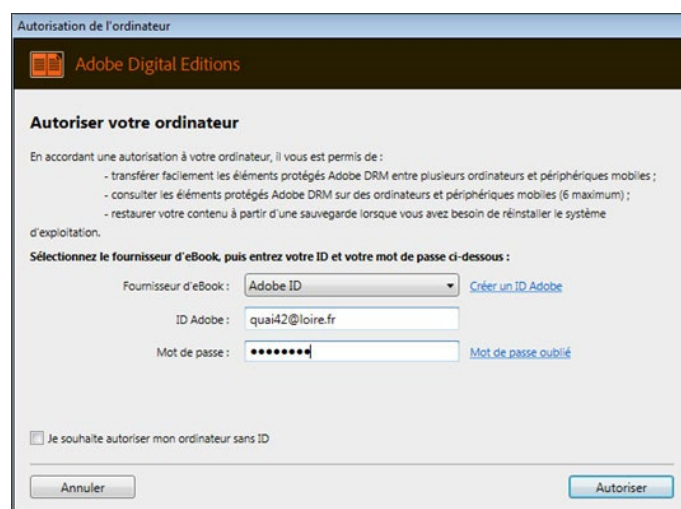 Autorisation de l'ordinateur
Adobe Digital Editions
Autoriser votre ordinateur
En accordant une autorisation à votre ordinateur, il vous est permis de :
- transférer facilement les éléments protégés Adobe DRM entre plusieurs ordinateurs et périphériques mobiles ;
- consulter les éléments protégés Adobe DRM sur des ordinateurs et périphériques mobiles (6 maximum) ;
- restaurer votre contenu à partir d'une sauvegarde lorsque vous avez besoin de réinstaller le système
d'exploitation.
Sélectionnez le fournisseur d'eBook, puis entrez votre ID et votre mot de passe ci-dessous :
Fournisseur d'eBook : Adobe ID Créer un ID Adobe
ID Adobe : quai42@loire.fr
Mot de passe : •••••••• Mot de passe oublié
Je souhaite autoriser mon ordinateur sans ID
Annuler Autoriser